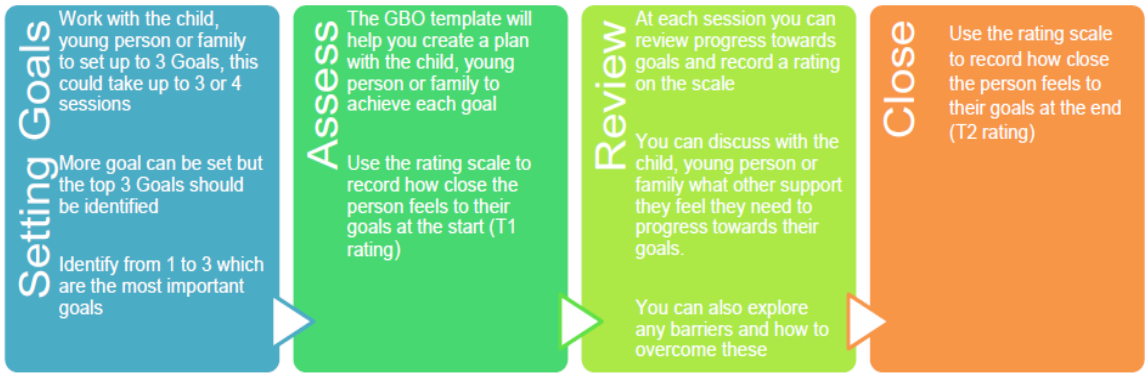 Setting Goals
Work with the child,
young person or family
to set up to 3 Goals, this
could take up to 3 or 4
sessions
More goal can be set but
the top 3 Goals should
be identified
Identify from 1 to 3 which
are the most important
goals
Assess
The GBO template will
help you create a plan
with the child, young
person or family to
achieve each goal
Use the rating scale to
record how close the
person feels to their
goals at the start (T1
rating)
Review
At each session you can
review progress towards
goals and record a rating
on the scale
You can discuss with the
child, young person or
family what other support
they feel they need to
progress towards their
goals.
You can also explore
any barriers and how to
overcome these
Close
Use the rating scale
to record how close
the person feels to
their goals at the end
(T2 rating)